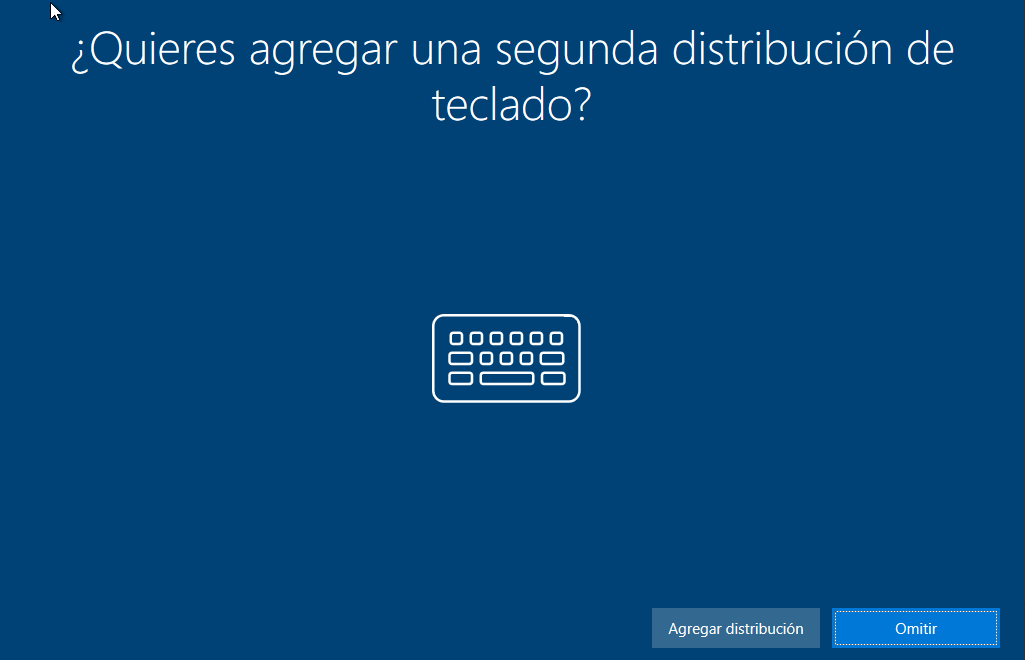 ¿Quieres agregar una segunda distribución de
teclado?
Agregar distribución
Omitir